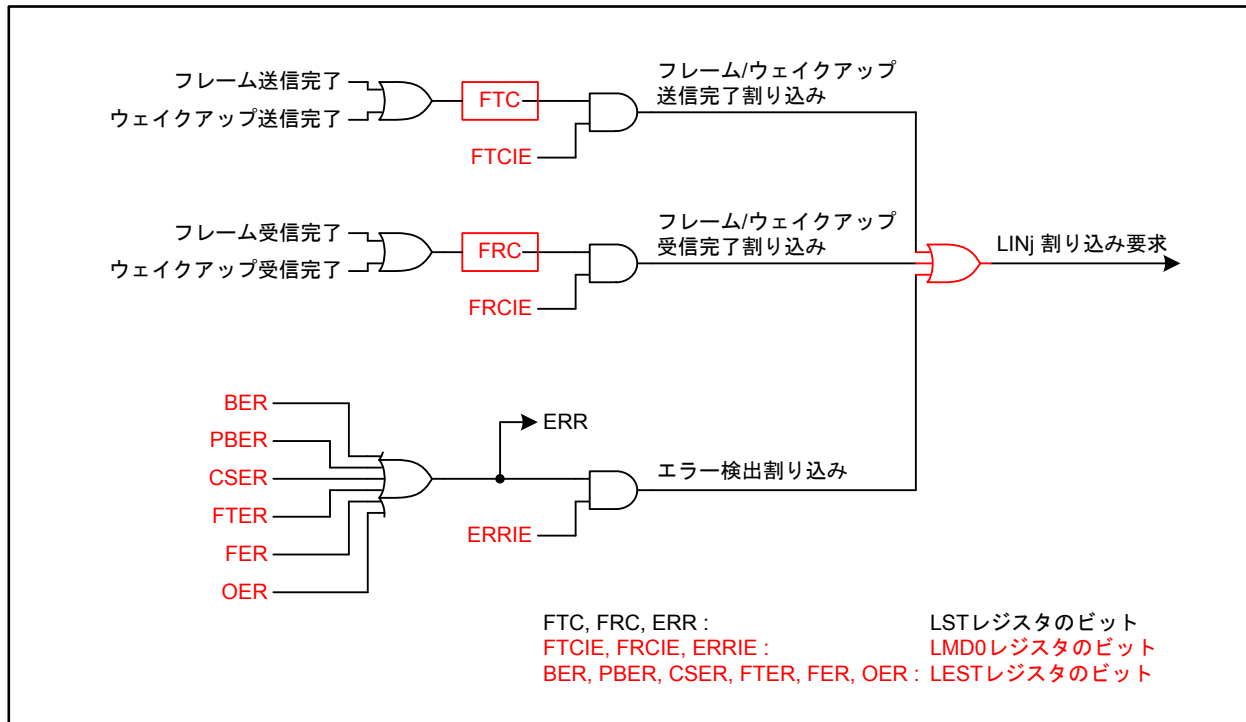 フレーム送信完了
ウェイクアップ送信完了
FTC
FTCIE
フレーム/ウェイクアップ
送信完了割り込み
フレーム受信完了
ウェイクアップ受信完了
FRC
FRCIE
フレーム/ウェイクアップ
受信完了割り込み
LINj 割り込み要求
BER
PBER
CSER
FTER
FER
OER
ERR
ERRIE
エラー検出割り込み
FTC, FRC, ERR : LSTレジスタのビット
FTCIE, FRCIE, ERRIE : LMD0レジスタのビット
BER, PBER, CSER, FTER, FER, OER : LESTレジスタのビット